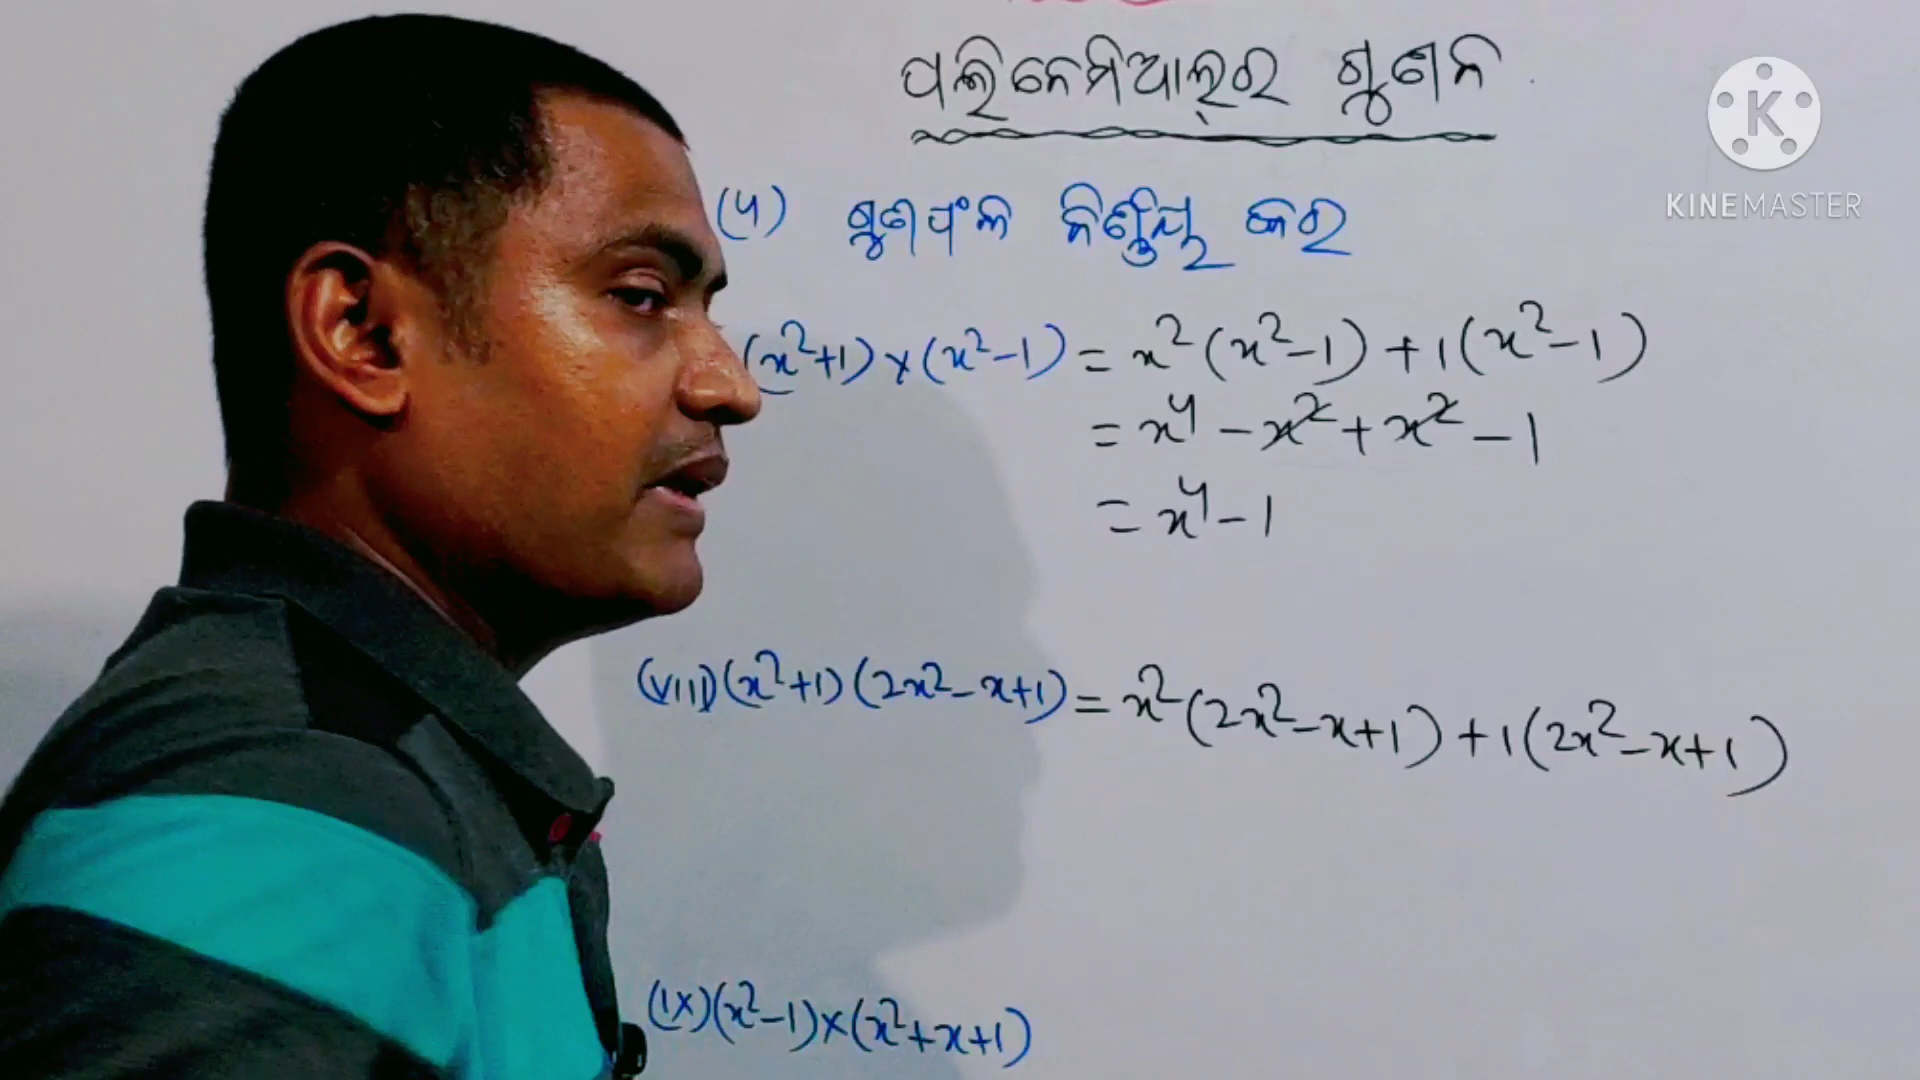 ପଲିନେମିଆଲ୍‌ର ଗୁଣନ
K
KINEMASTER
(4) ଗୁଣଫଳ ନିର୍ଣ୍ଣୟ କର
(x²+1)×(x²-1) = x²(x²-1)+1(x²-1)
= x⁴-x²+x²-1
= x⁴-1
(viii)(x²+1)(2x²-x+1) = x²(2x²-x+1)+1(2x²-x+1)
(ix)(x²-1)×(x²+x+1)